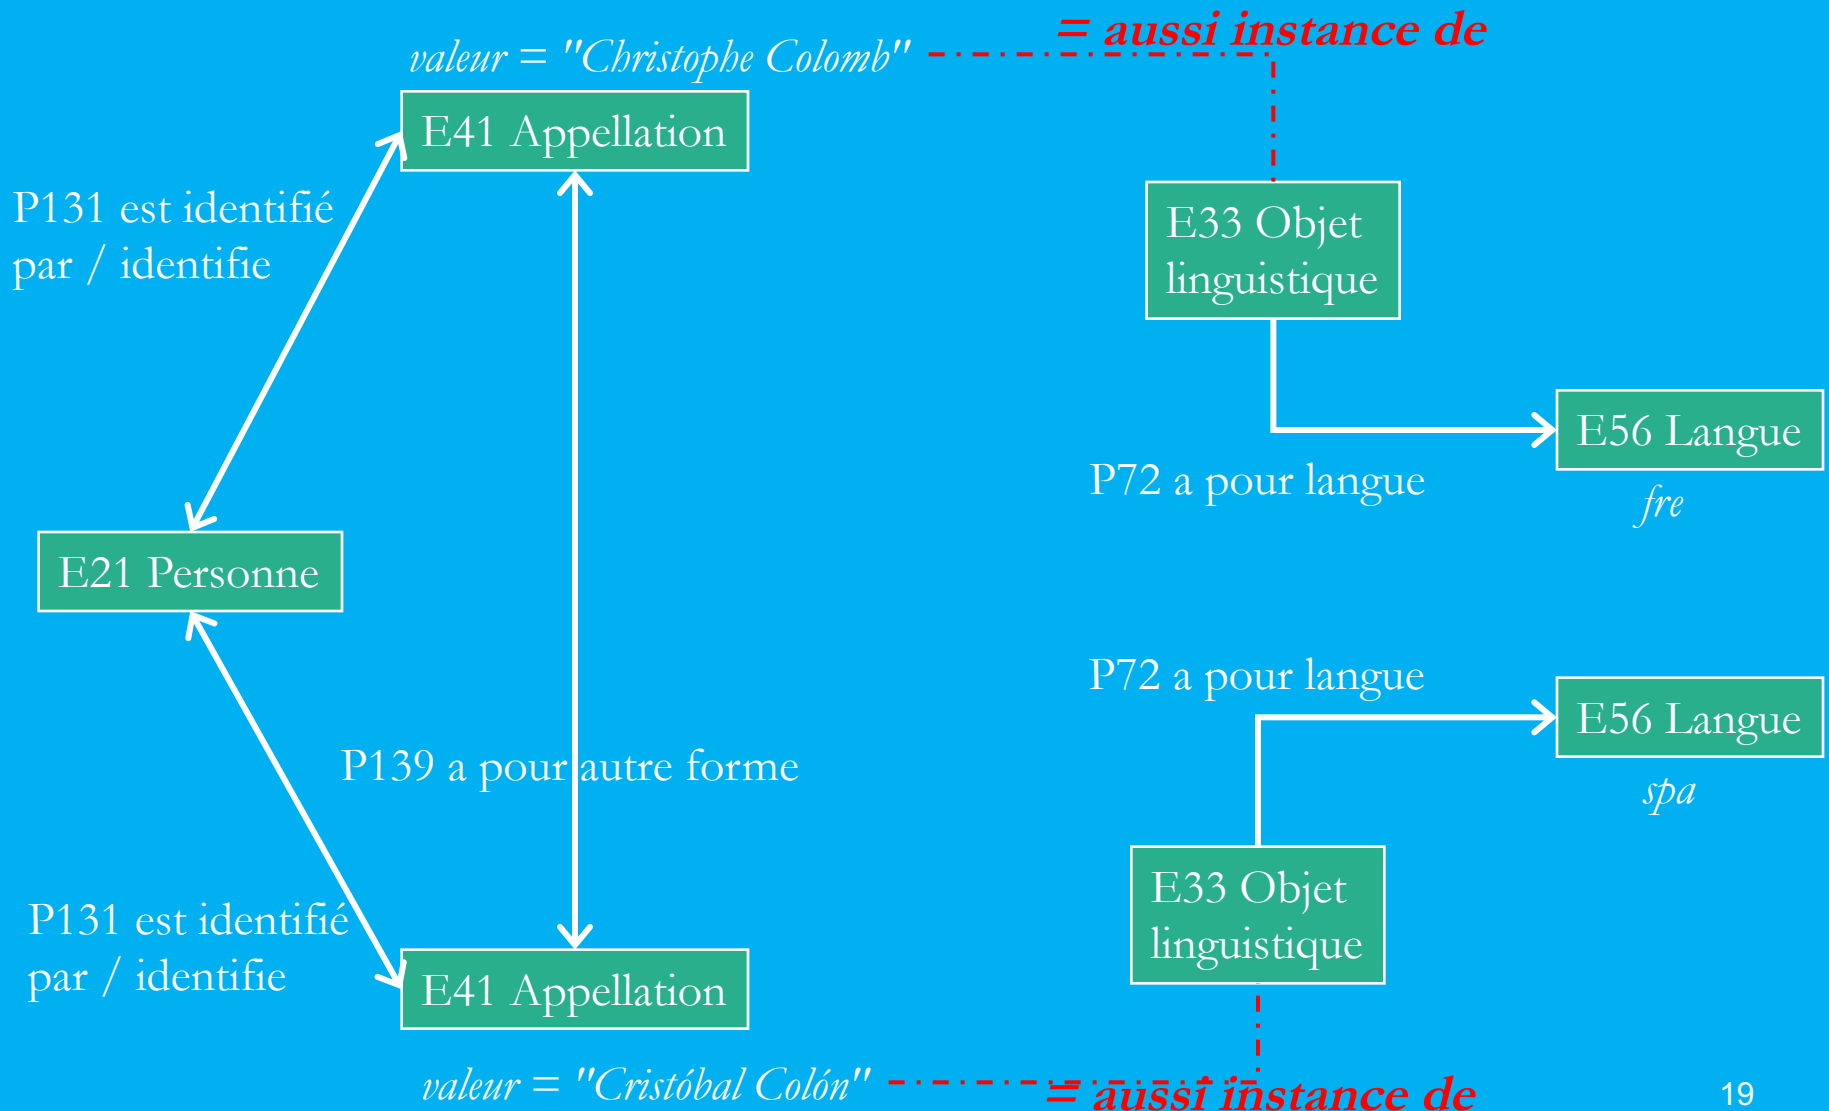 = aussi instance de
valeur = "Christophe Colomb"
E41 Appellation
P131 est identifié
par / identifie
E33 Objet
linguistique
E56 Langue
P72 a pour langue
fre
E21 Personne
P72 a pour langue
E56 Langue
P139 a pour autre forme
spa
E33 Objet
linguistique
P131 est identifié
par / identifie
E41 Appellation
valeur = "Cristóbal Colón"
= aussi instance de
19